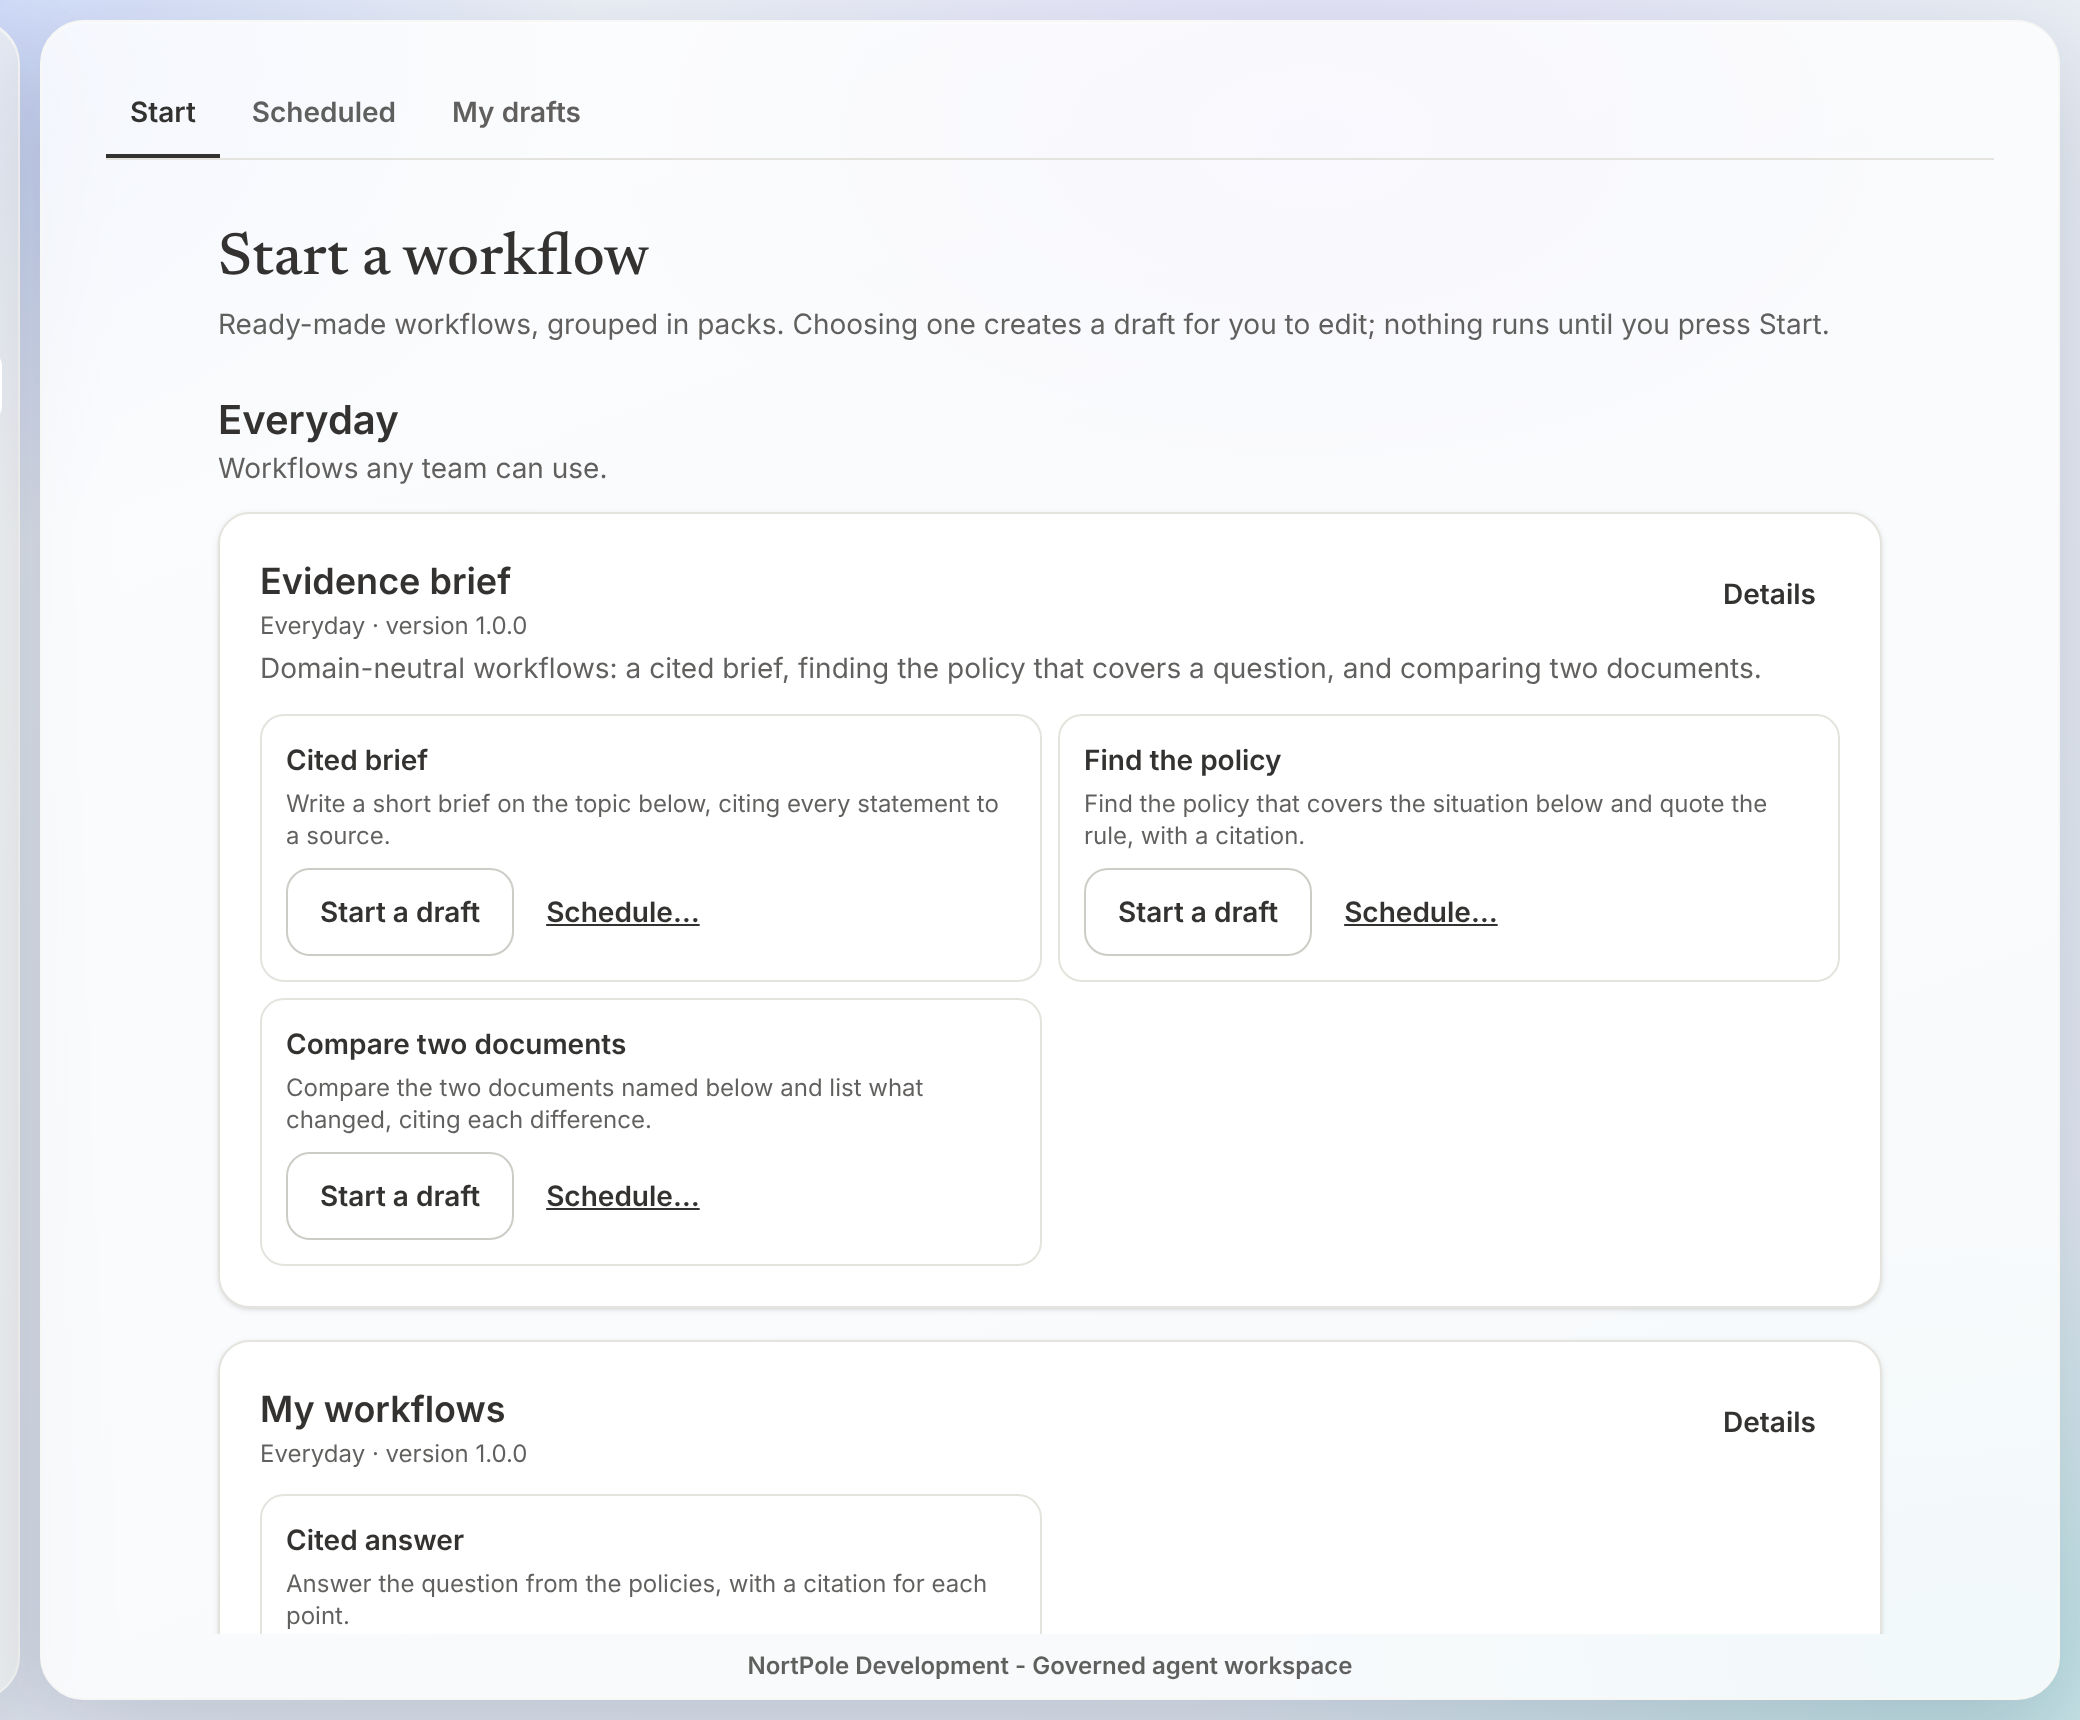 Start
Scheduled
My drafts
Start a workflow
Ready-made workflows, grouped in packs. Choosing one creates a draft for you to edit; nothing runs until you press Start.
Everyday
Workflows any team can use.
Evidence brief
Details
Everyday · version 1.0.0
Domain-neutral workflows: a cited brief, finding the policy that covers a question, and comparing two documents.
Cited brief
Write a short brief on the topic below, citing every statement to
a source.
Start a draft
Schedule...
Find the policy
Find the policy that covers the situation below and quote the
rule, with a citation.
Start a draft
Schedule...
Compare two documents
Compare the two documents named below and list what
changed, citing each difference.
Start a draft
Schedule...
My workflows
Details
Everyday · version 1.0.0
Cited answer
Answer the question from the policies, with a citation for each
point.
NortPole Development - Governed agent workspace